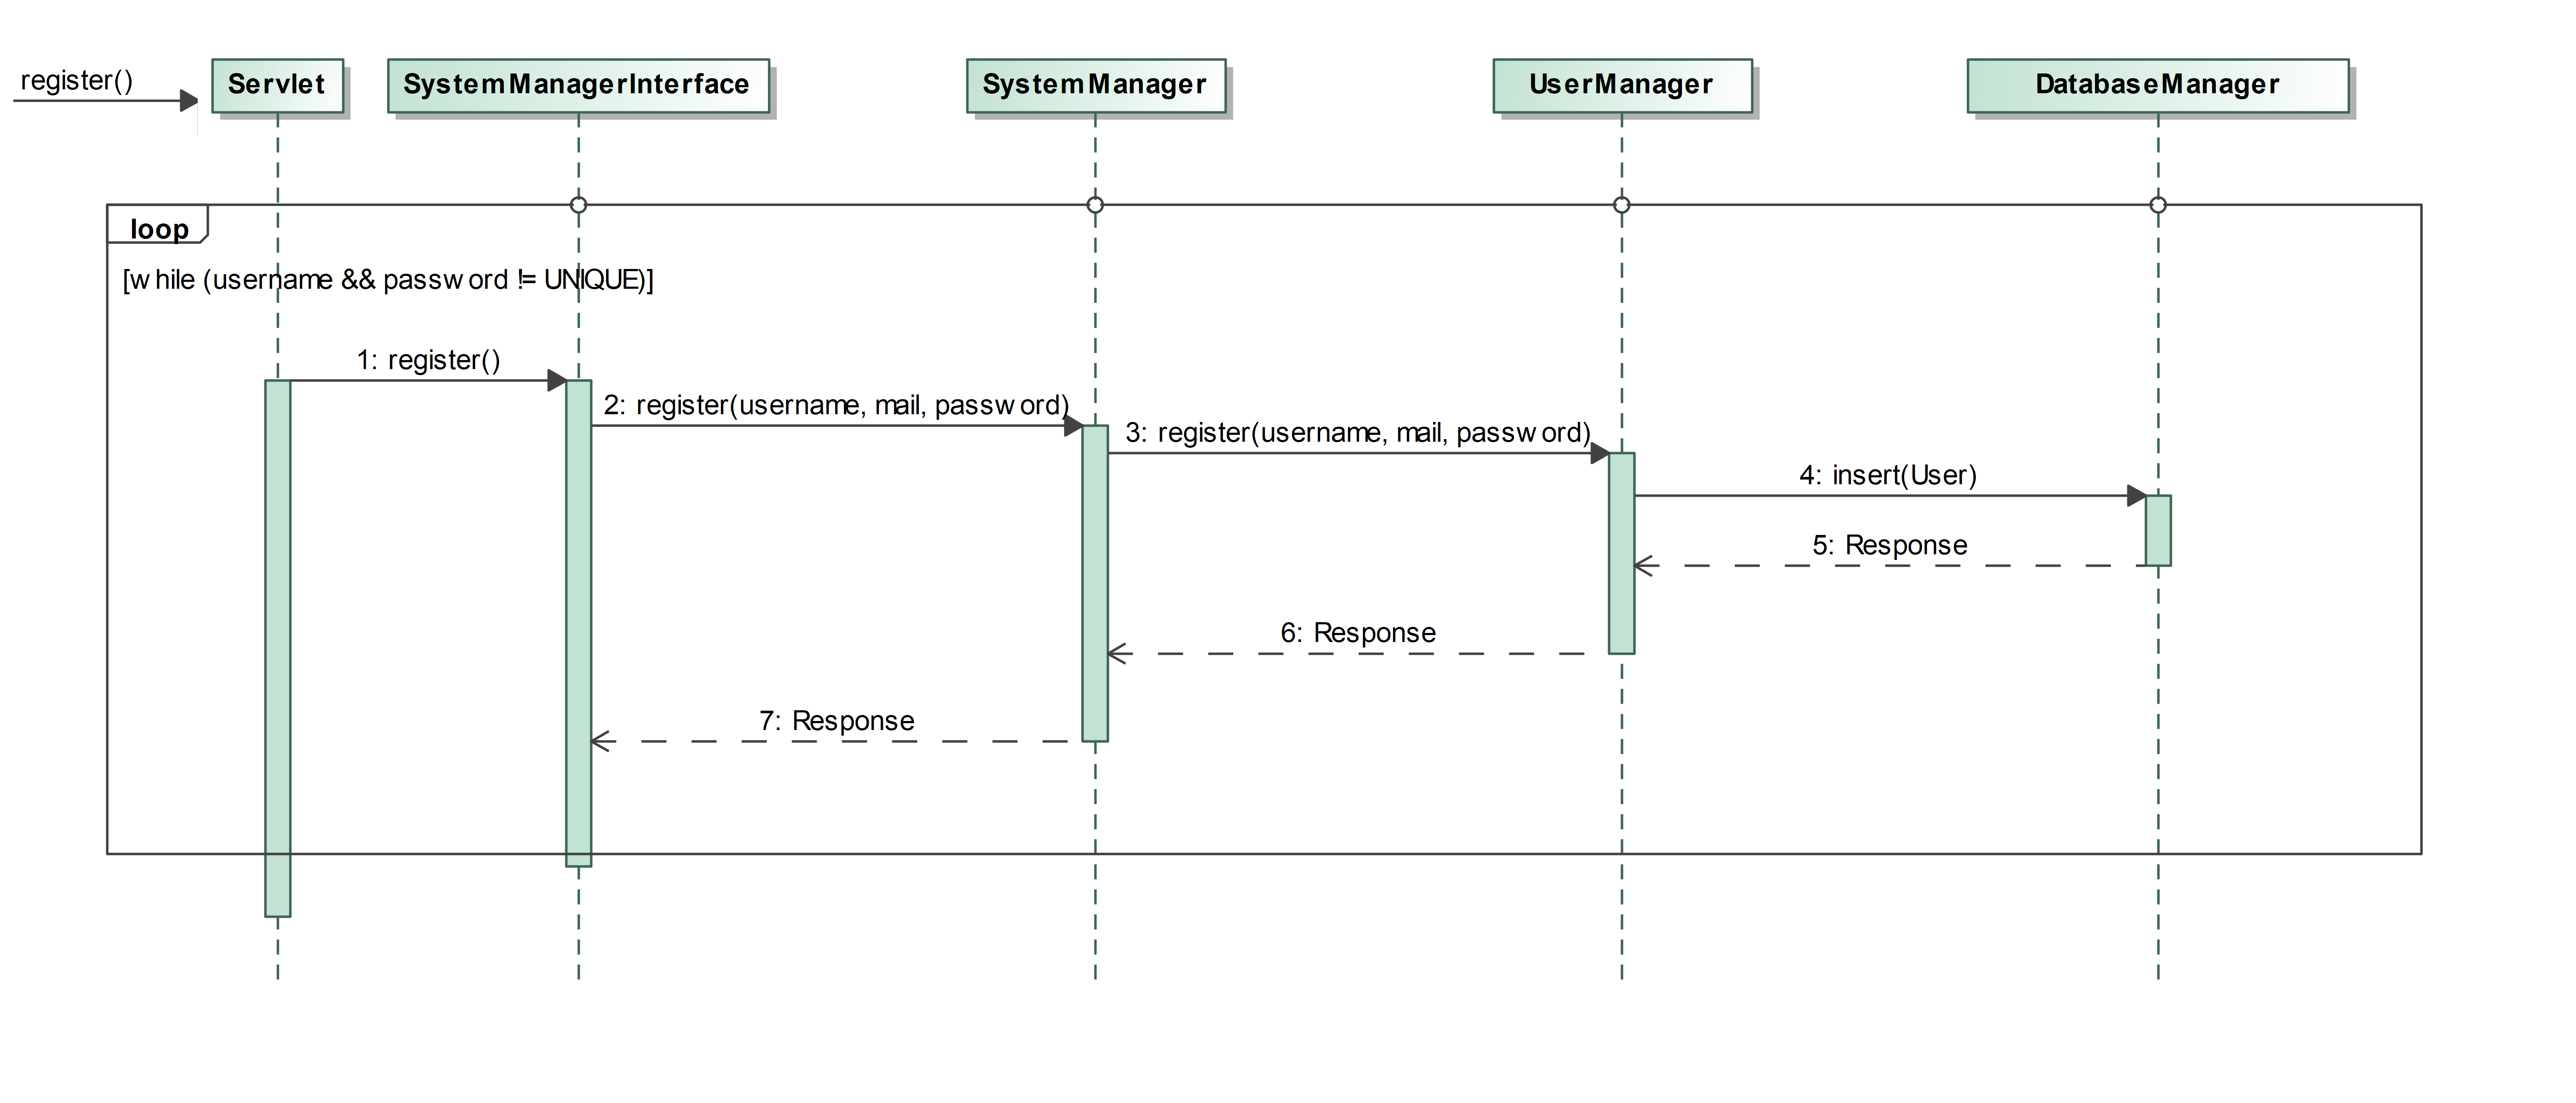 register()
Servlet
SystemManagerInterface
SystemManager
UserManager
DatabaseManager
loop
[while (username && password != UNIQUE)]
1: register()
2: register(username, mail, password)
3: register(username, mail, password)
4: insert(User)
5: Response
6: Response
7: Response